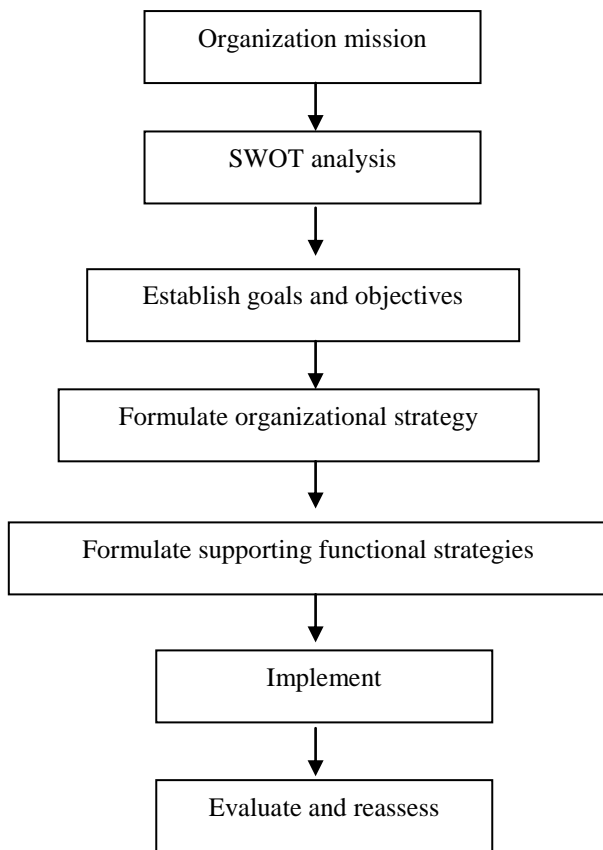 Organization mission
SWOT analysis
Establish goals and objectives
Formulate organizational strategy
Formulate supporting functional strategies
Implement
Evaluate and reassess